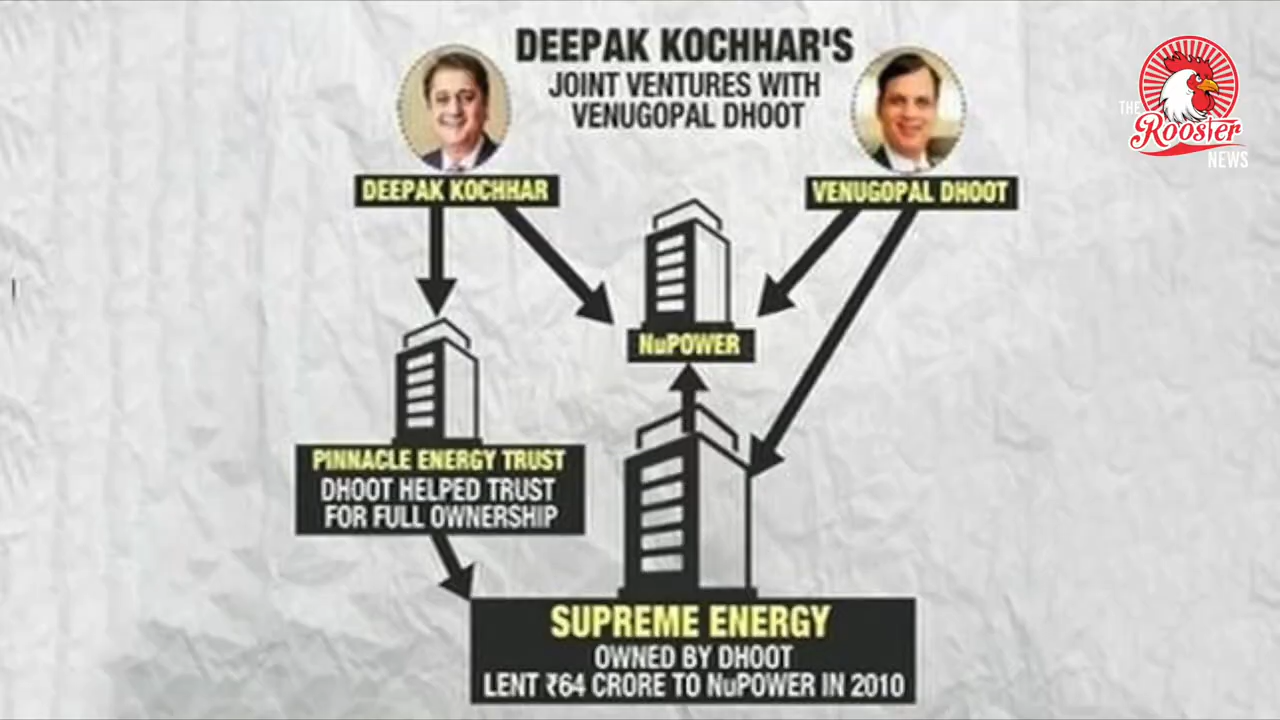 DEEPAK KOCHHAR'S
JOINT VENTURES WITH
VENUGOPAL DHOOT
THE
Rooster
NEWS
DEEPAK KOCHHAR
VENUGOPAL DHOOT
NuPOWER
PINNACLE ENERGY TRUST
DHOOT HELPED TRUST
FOR FULL OWNERSHIP
SUPREME ENERGY
OWNED BY DHOOT
LENT ₹64 CRORE TO NuPOWER IN 2010